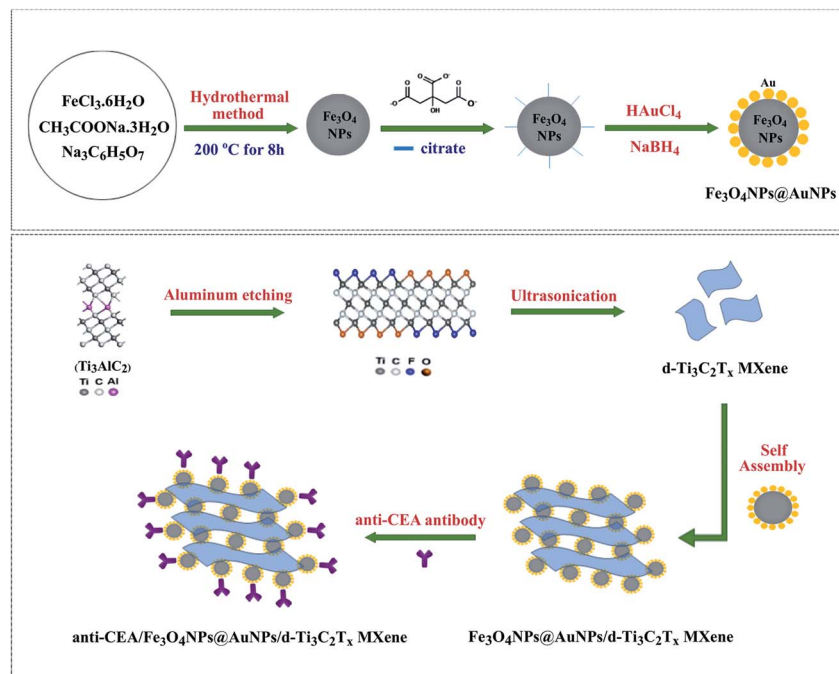 FeCl₃.6H₂O
CH₃COONa.3H₂O
Na₃C₆H₅O₇
Hydrothermal
method
200 °C for 8h
Fe₃O₄
NPs
O O⁻
O O
⁻O O⁻
OH
citrate
Fe₃O₄
NPs
HAuCl₄
NaBH₄
Au
Fe₃O₄
NPs
Fe₃O₄NPs@AuNPs
(Ti₃AlC₂)
Ti C Al
Aluminum etching
Ti C F O
Ultrasonication
d-Ti₃C₂Tₓ MXene
Self
Assembly
anti-CEA antibody
Fe₃O₄NPs@AuNPs/d-Ti₃C₂Tₓ MXene
anti-CEA/Fe₃O₄NPs@AuNPs/d-Ti₃C₂Tₓ MXene